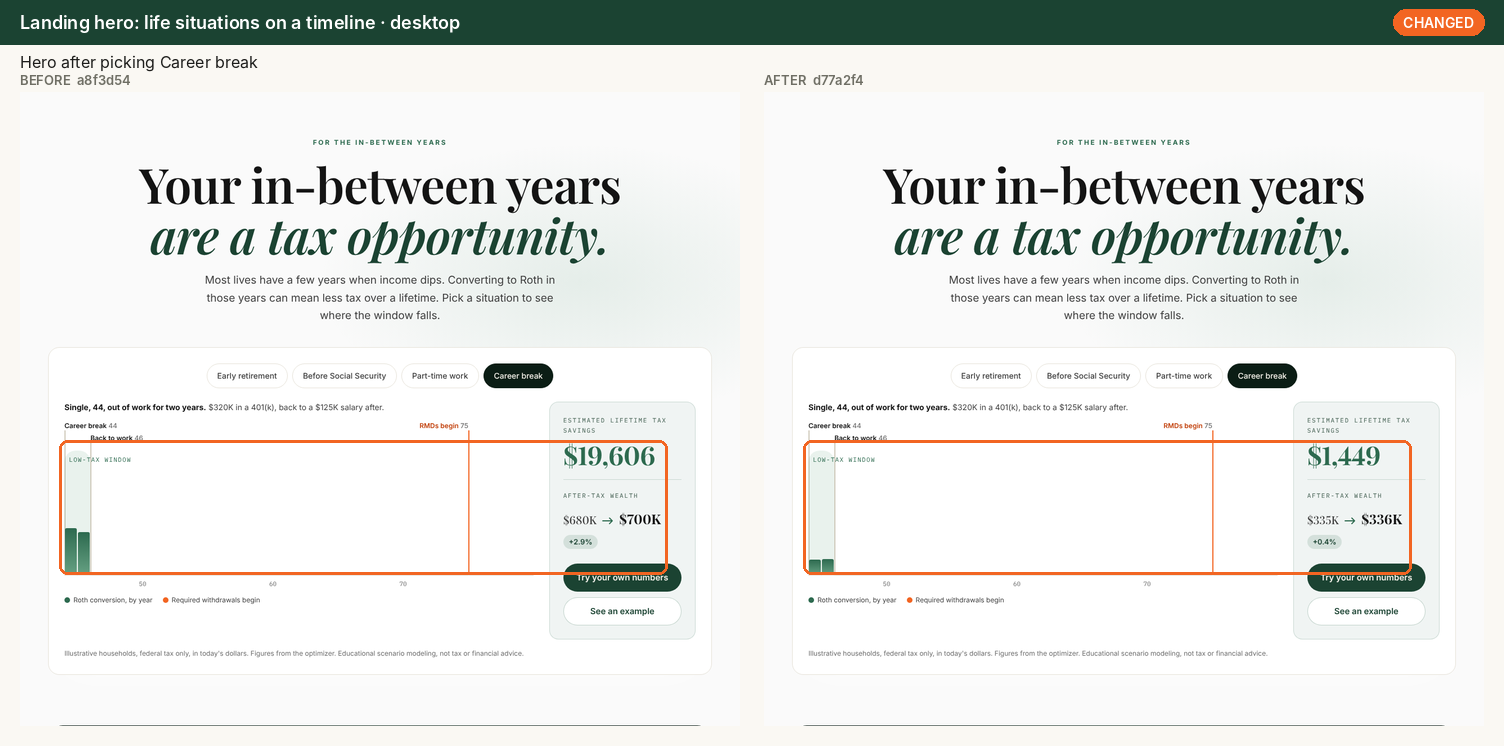 Landing hero: life situations on a timeline · desktop
CHANGED
Hero after picking Career break
BEFORE a8f3d54
FOR THE IN-BETWEEN YEARS
Your in-between years
are a tax opportunity.
Most lives have a few years when income dips. Converting to Roth in
those years can mean less tax over a lifetime. Pick a situation to see
where the window falls.
Early retirement
Before Social Security
Part-time work
Career break
Single, 44, out of work for two years. $320K in a 401(k), back to a $125K salary after.
Career break 44
RMDs begin 75
Back to work 46
LOW-TAX WINDOW
50
60
70
Roth conversion, by year
Required withdrawals begin
ESTIMATED LIFETIME TAX
SAVINGS
$19,606
AFTER-TAX WEALTH
$680K → $700K
+2.9%
Try your own numbers
See an example
Illustrative households, federal tax only, in today's dollars. Figures from the optimizer. Educational scenario modeling, not tax or financial advice.
AFTER d77a2f4
FOR THE IN-BETWEEN YEARS
Your in-between years
are a tax opportunity.
Most lives have a few years when income dips. Converting to Roth in
those years can mean less tax over a lifetime. Pick a situation to see
where the window falls.
Early retirement
Before Social Security
Part-time work
Career break
Single, 44, out of work for two years. $320K in a 401(k), back to a $125K salary after.
Career break 44
RMDs begin 75
Back to work 46
LOW-TAX WINDOW
50
60
70
Roth conversion, by year
Required withdrawals begin
ESTIMATED LIFETIME TAX
SAVINGS
$1,449
AFTER-TAX WEALTH
$335K → $336K
+0.4%
Try your own numbers
See an example
Illustrative households, federal tax only, in today's dollars. Figures from the optimizer. Educational scenario modeling, not tax or financial advice.